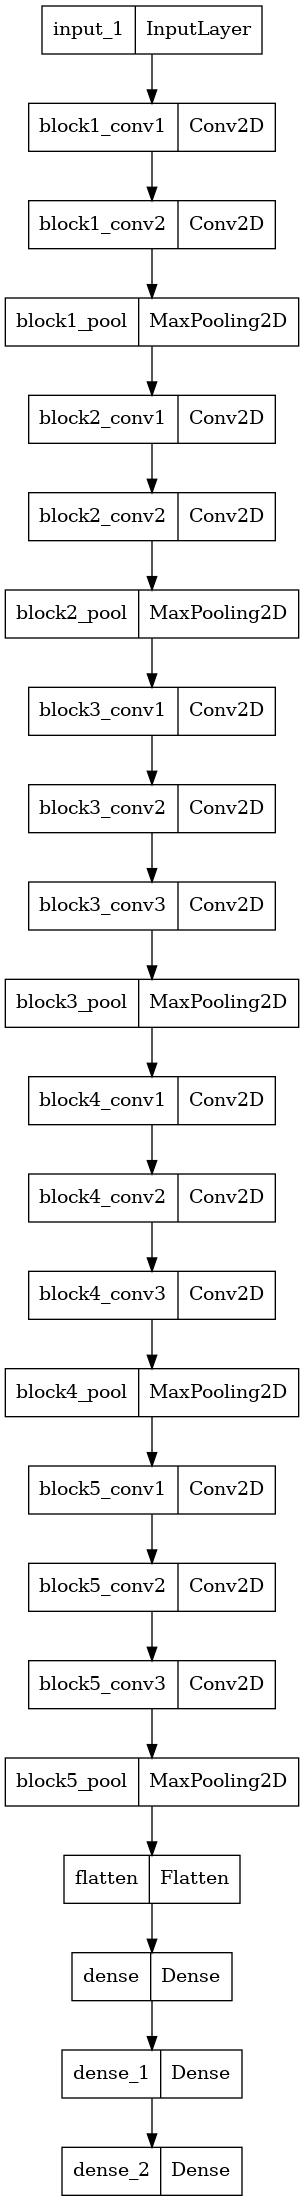 input_1 InputLayer
block1_conv1 Conv2D
block1_conv2 Conv2D
block1_pool MaxPooling2D
block2_conv1 Conv2D
block2_conv2 Conv2D
block2_pool MaxPooling2D
block3_conv1 Conv2D
block3_conv2 Conv2D
block3_conv3 Conv2D
block3_pool MaxPooling2D
block4_conv1 Conv2D
block4_conv2 Conv2D
block4_conv3 Conv2D
block4_pool MaxPooling2D
block5_conv1 Conv2D
block5_conv2 Conv2D
block5_conv3 Conv2D
block5_pool MaxPooling2D
flatten Flatten
dense Dense
dense_1 Dense
dense_2 Dense